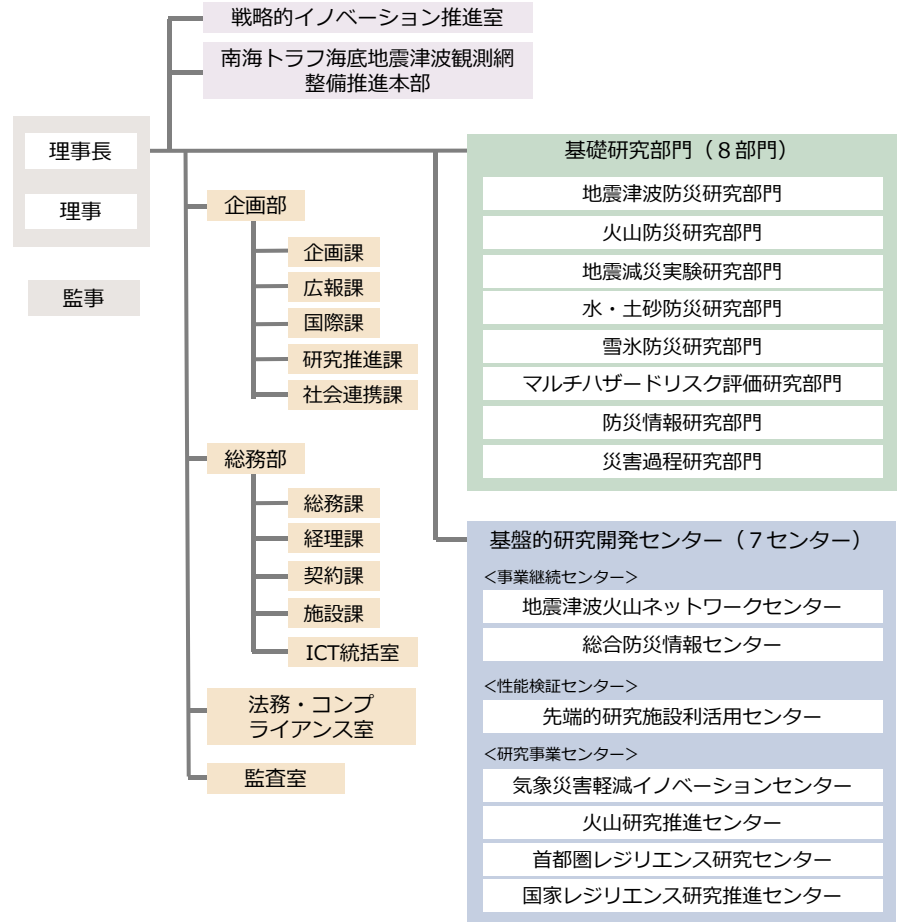 戦略的イノベーション推進室
南海トラフ海底地震津波観測網
整備推進本部
理事長
理事
監事
企画部
企画課
広報課
国際課
研究推進課
社会連携課
総務部
総務課
経理課
契約課
施設課
ICT統括室
法務・コンプ
ライアンス室
監査室
基礎研究部門（８部門）
地震津波防災研究部門
火山防災研究部門
地震減災実験研究部門
水・土砂防災研究部門
雪氷防災研究部門
マルチハザードリスク評価研究部門
防災情報研究部門
災害過程研究部門
基盤的研究開発センター（７センター）
＜事業継続センター＞
地震津波火山ネットワークセンター
総合防災情報センター
＜性能検証センター＞
先端的研究施設利活用センター
＜研究事業センター＞
気象災害軽減イノベーションセンター
火山研究推進センター
首都圏レジリエンス研究センター
国家レジリエンス研究推進センター